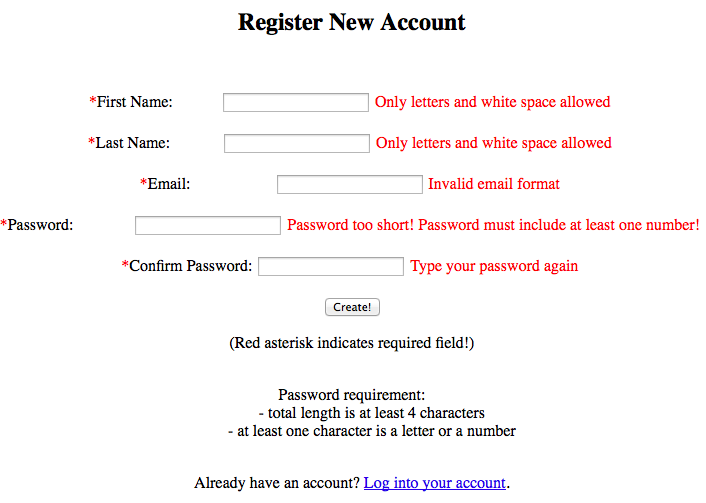 Register New Account
*First Name: Only letters and white space allowed
*Last Name: Only letters and white space allowed
*Email: Invalid email format
*Password: Password too short! Password must include at least one number!
*Confirm Password: Type your password again
Create!
(Red asterisk indicates required field!)
Password requirement:
- total length is at least 4 characters
- at least one character is a letter or a number
Already have an account? Log into your account.